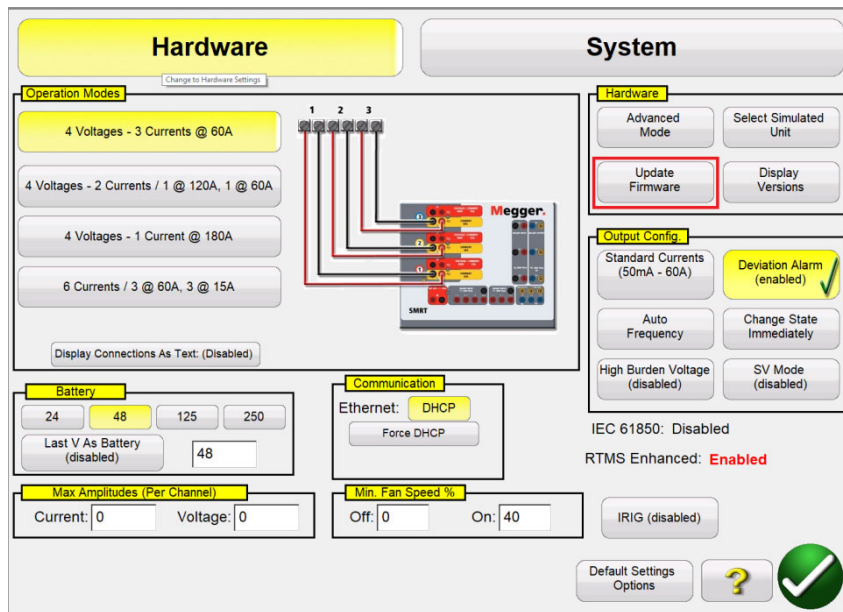 Hardware
System
Change to Hardware Settings
Operation Modes
4 Voltages - 3 Currents @ 60A
4 Voltages - 2 Currents / 1 @ 120A, 1 @ 60A
4 Voltages - 1 Current @ 180A
6 Currents / 3 @ 60A, 3 @ 15A
Display Connections As Text: (Disabled)
1 2 3
Megger.
3
2
1
SMRT
Hardware
Advanced
Mode
Select Simulated
Unit
Update
Firmware
Display
Versions
Output Config.
Standard Currents
(50mA - 60A)
Deviation Alarm
(enabled)
Auto
Frequency
Change State
Immediately
High Burden Voltage
(disabled)
SV Mode
(disabled)
Battery
24
48
125
250
Last V As Battery
(disabled)
48
Communication
Ethernet: DHCP
Force DHCP
IEC 61850: Disabled
RTMS Enhanced: Enabled
Max Amplitudes (Per Channel)
Current: 0 Voltage: 0
Min. Fan Speed %
Off: 0 On: 40
IRIG (disabled)
Default Settings
Options
?